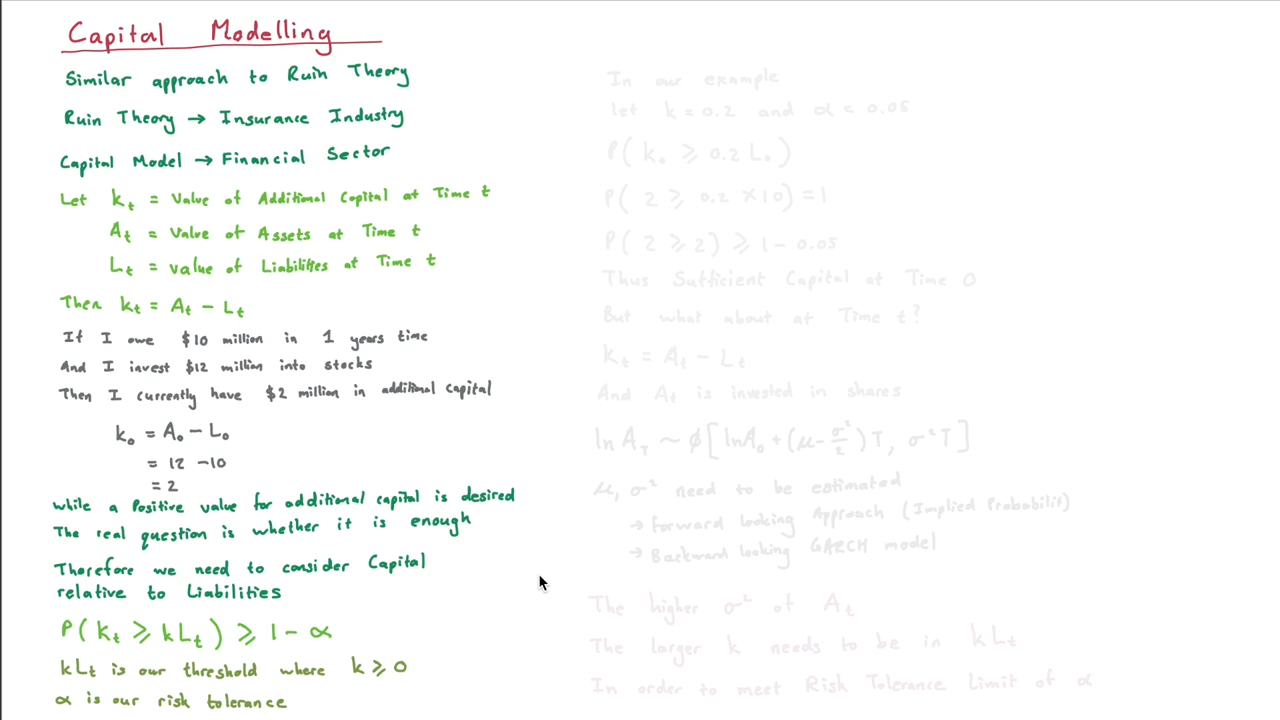 Capital Modelling
Similar approach to Ruin Theory
Ruin Theory → Insurance Industry
Capital Model → Financial Sector
Let k_t = Value of Additional Capital at Time t
A_t = Value of Assets at Time t
L_t = value of Liabilities at Time t
Then k_t = A_t − L_t
If I owe $10 million in 1 years time
And I invest $12 million into stocks
Then I currently have $2 million in additional capital
k_0 = A_0 − L_0
= 12 − 10
= 2
while a Positive value for additional capital is desired
The real question is whether it is enough
Therefore we need to consider Capital
relative to Liabilities
P(k_t ⩾ kL_t) ⩾ 1 − α
kL_t is our threshold where k ⩾ 0
α is our risk tolerance
In our example
let k = 0.2 and α = 0.05
P(k_0 ⩾ 0.2 L_0)
P(2 ⩾ 0.2 × 10) = 1
P(2 ⩾ 2) ⩾ 1 − 0.05
Thus Sufficient Capital at Time 0
But what about at Time t?
k_t = A_t − L_t
And A_t is invested in shares
ln A_T ~ ϕ[lnA_0 + (μ − σ²/2)T, σ²T]
μ, σ² need to be estimated
→ Forward looking Approach (Implied Probabilit)
→ Backward looking GARCH model
The higher σ² of A_t
The larger k needs to be in kL_t
In order to meet Risk Tolerance Limit of α